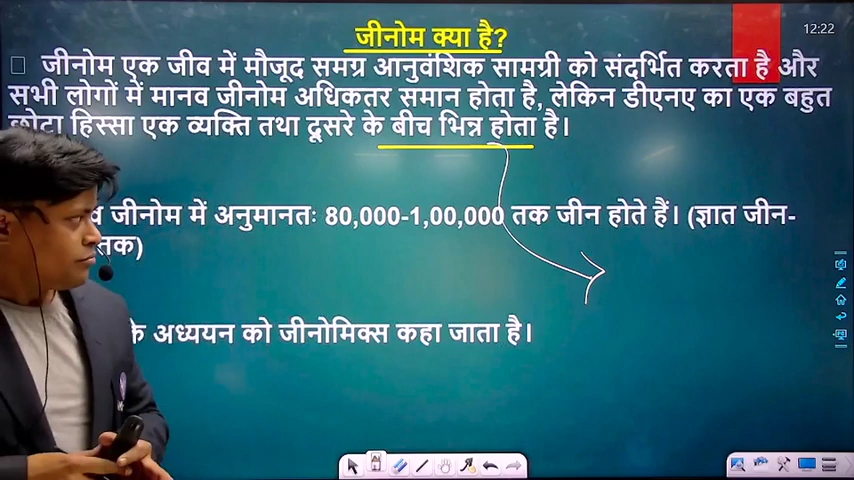 जीनोम क्या है?
12:22
जीनोम एक जीव में मौजूद समग्र आनुवंशिक सामग्री को संदर्भित करता है और
सभी लोगों में मानव जीनोम अधिकतर समान होता है, लेकिन डीएनए का एक बहुत
छोटा हिस्सा एक व्यक्ति तथा दूसरे के बीच भिन्न होता है।
जीनोम में अनुमानतः 80,000-1,00,000 तक जीन होते हैं। (ज्ञात जीन-
तक)
के अध्ययन को जीनोमिक्स कहा जाता है।